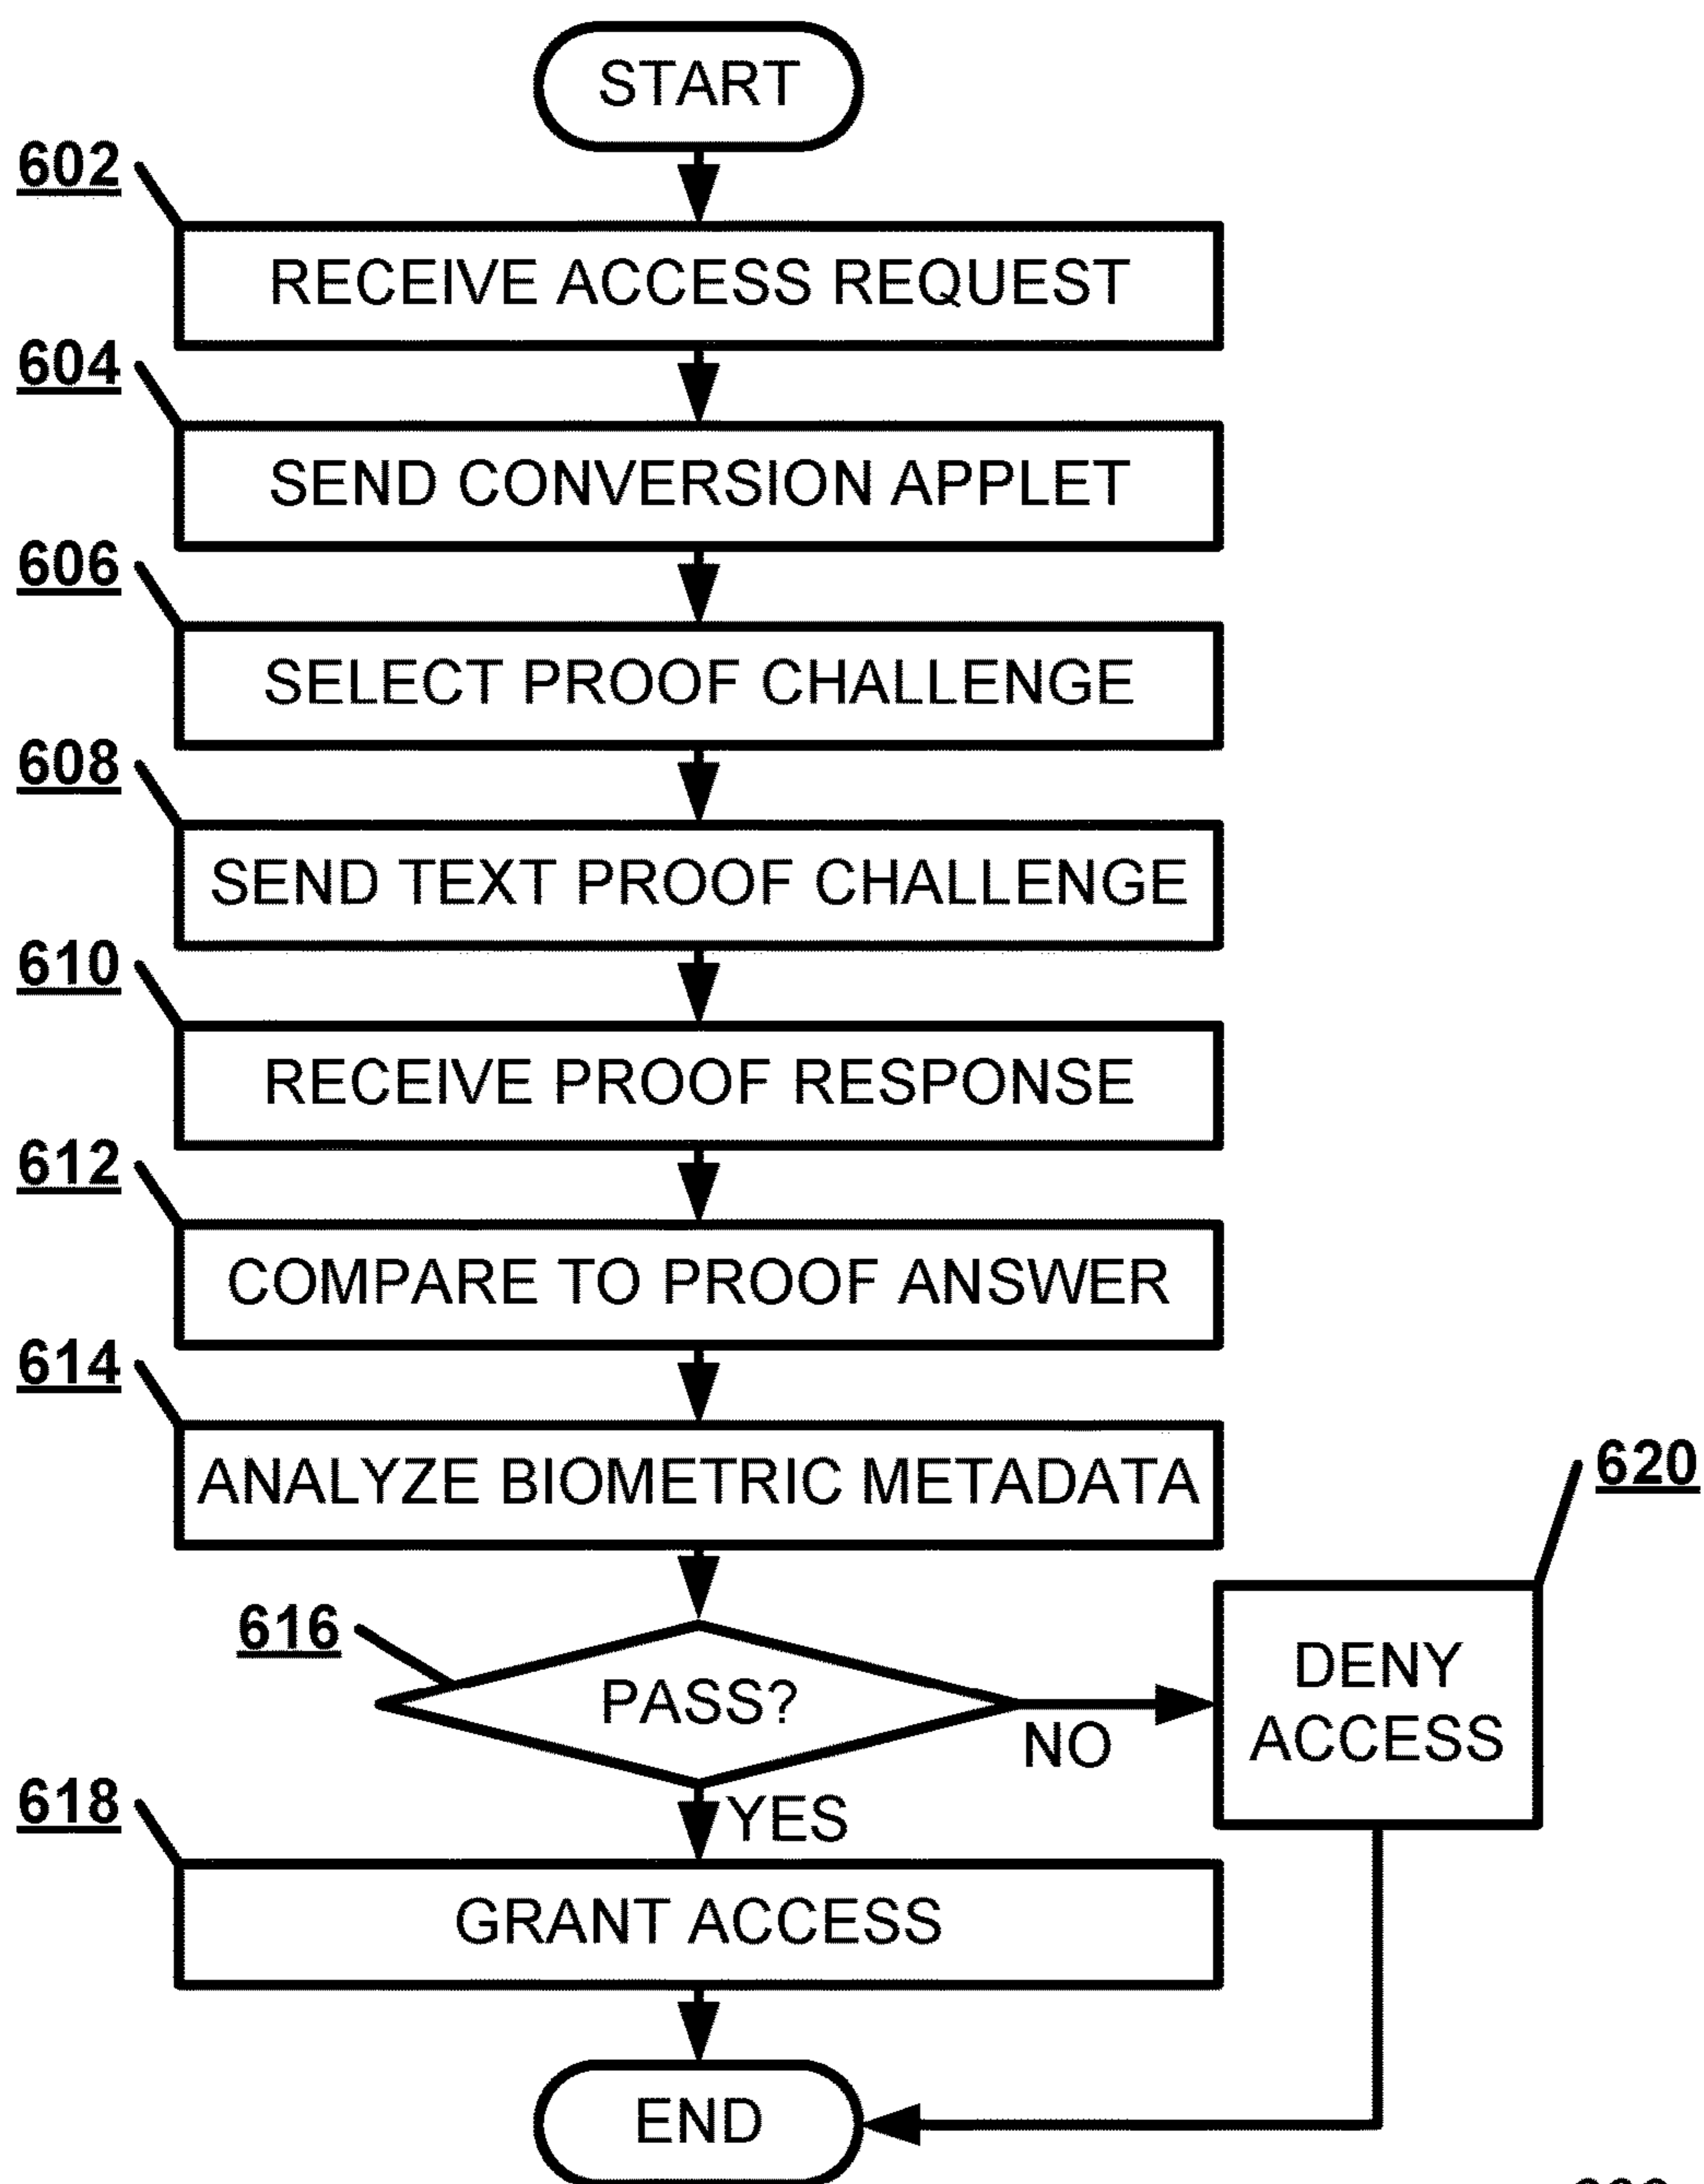 START
602
RECEIVE ACCESS REQUEST
604
SEND CONVERSION APPLET
606
SELECT PROOF CHALLENGE
608
SEND TEXT PROOF CHALLENGE
610
RECEIVE PROOF RESPONSE
612
COMPARE TO PROOF ANSWER
614
ANALYZE BIOMETRIC METADATA
620
616
PASS?
NO
DENY
ACCESS
YES
618
GRANT ACCESS
END